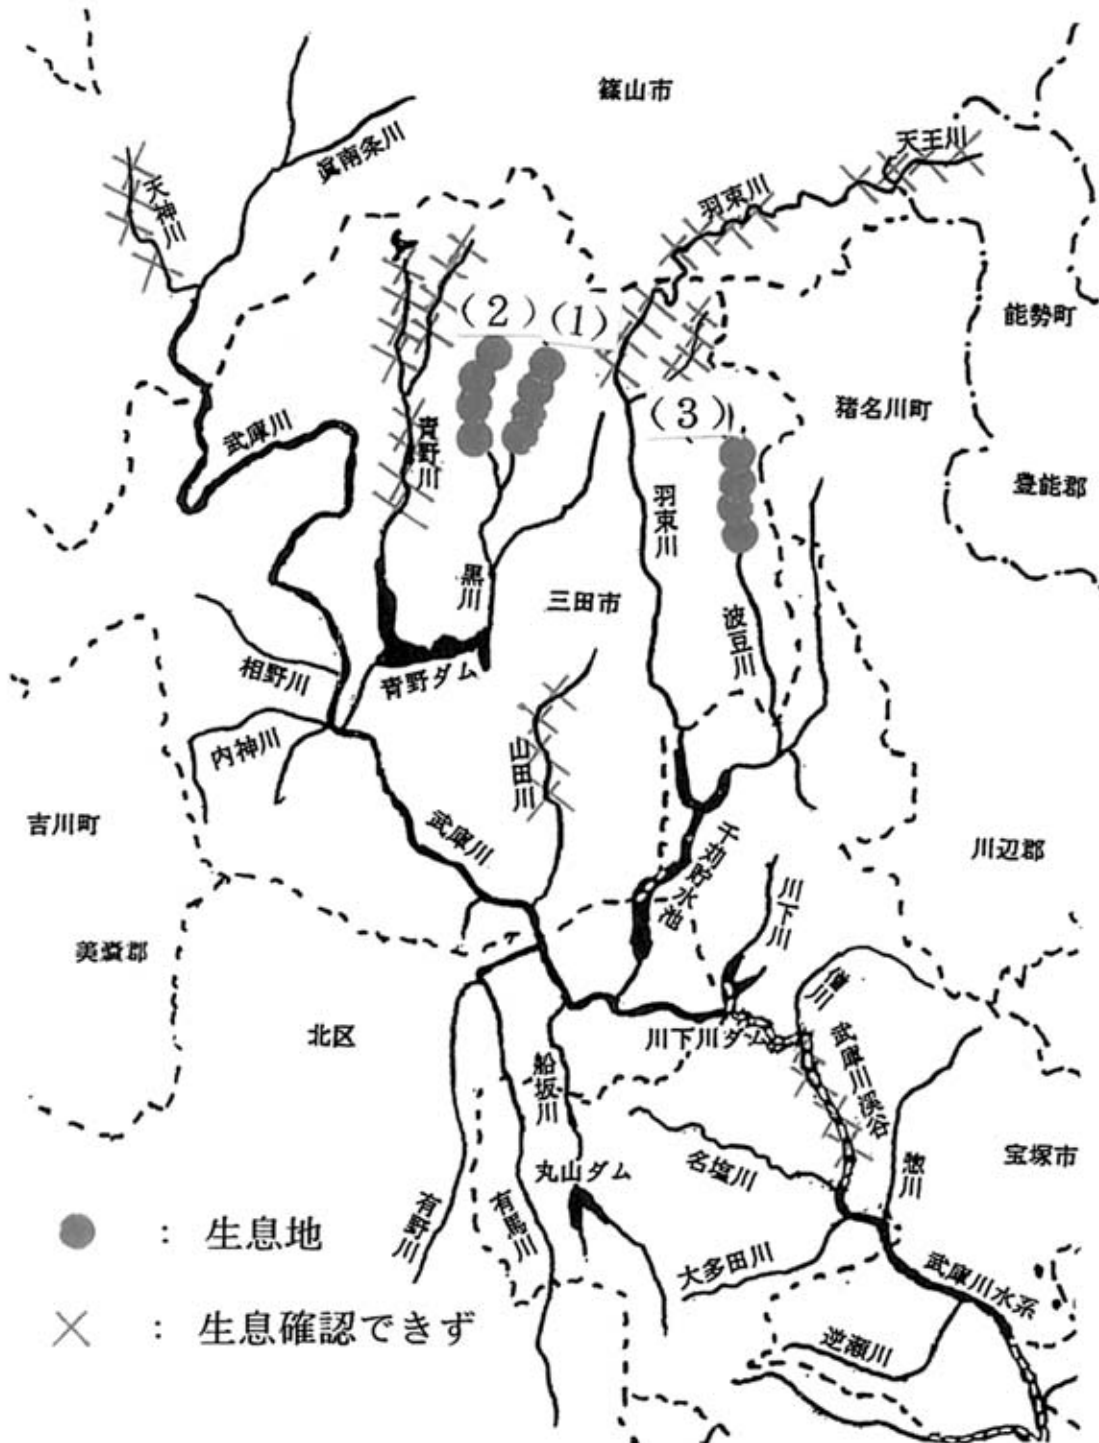 篠山市
天王川
眞南条川
天神川
羽束川
(2)
(1)
能勢町
(3)
猪名川町
武庫川
青野川
豊能郡
羽束川
黒川
三田市
波豆川
相野川
青野ダム
内神川
山田川
吉川町
武庫川
千苅貯水池
川辺郡
川下川
美嚢郡
僧川
北区
川下川ダム
武庫川渓谷
船坂川
名塩川
惣川
宝塚市
丸山ダム
有野川
有馬川
: 生息地
大多田川
武庫川水系
: 生息確認できず
逆瀬川